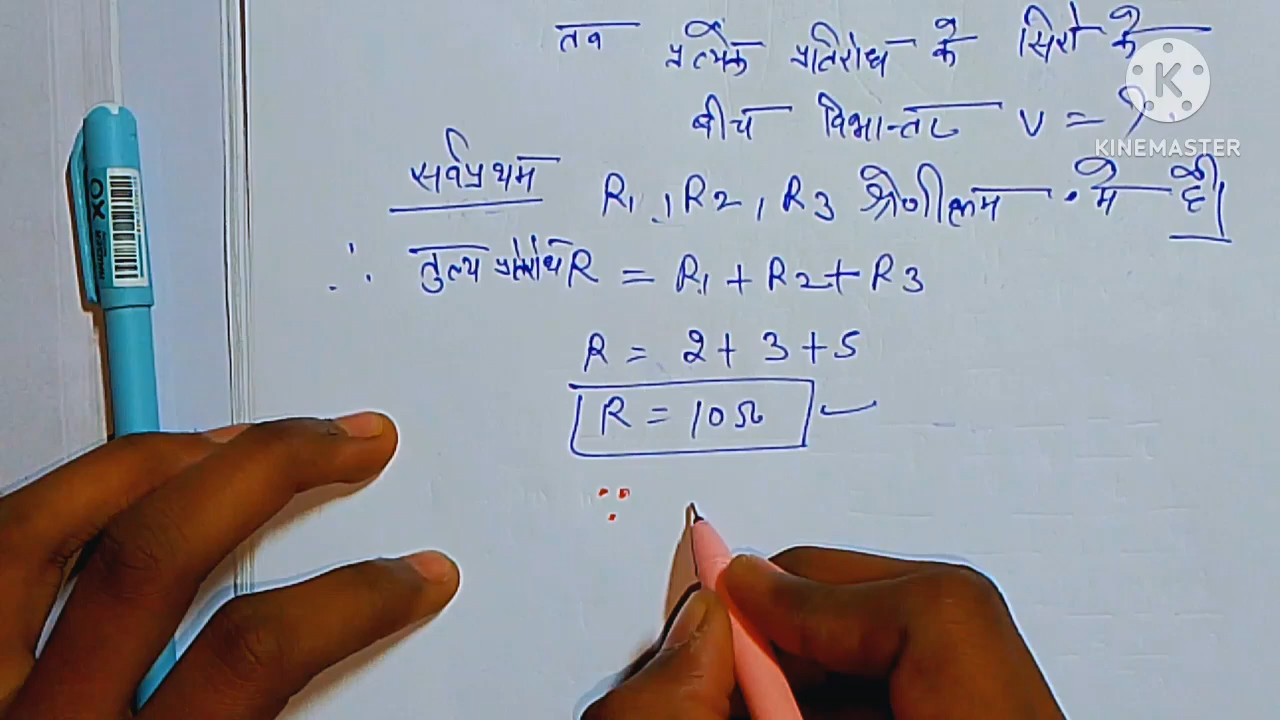 तब प्रत्येक प्रतिरोध के सिरो के
बीच विभान्तर V = ?
KINEMASTER
सर्वप्रथम R1, R2, R3 श्रेणीक्रम में है|
∴ तुल्य प्रतिरोध R = R1 + R2 + R3
R = 2 + 3 + 5
R = 10Ω
∵